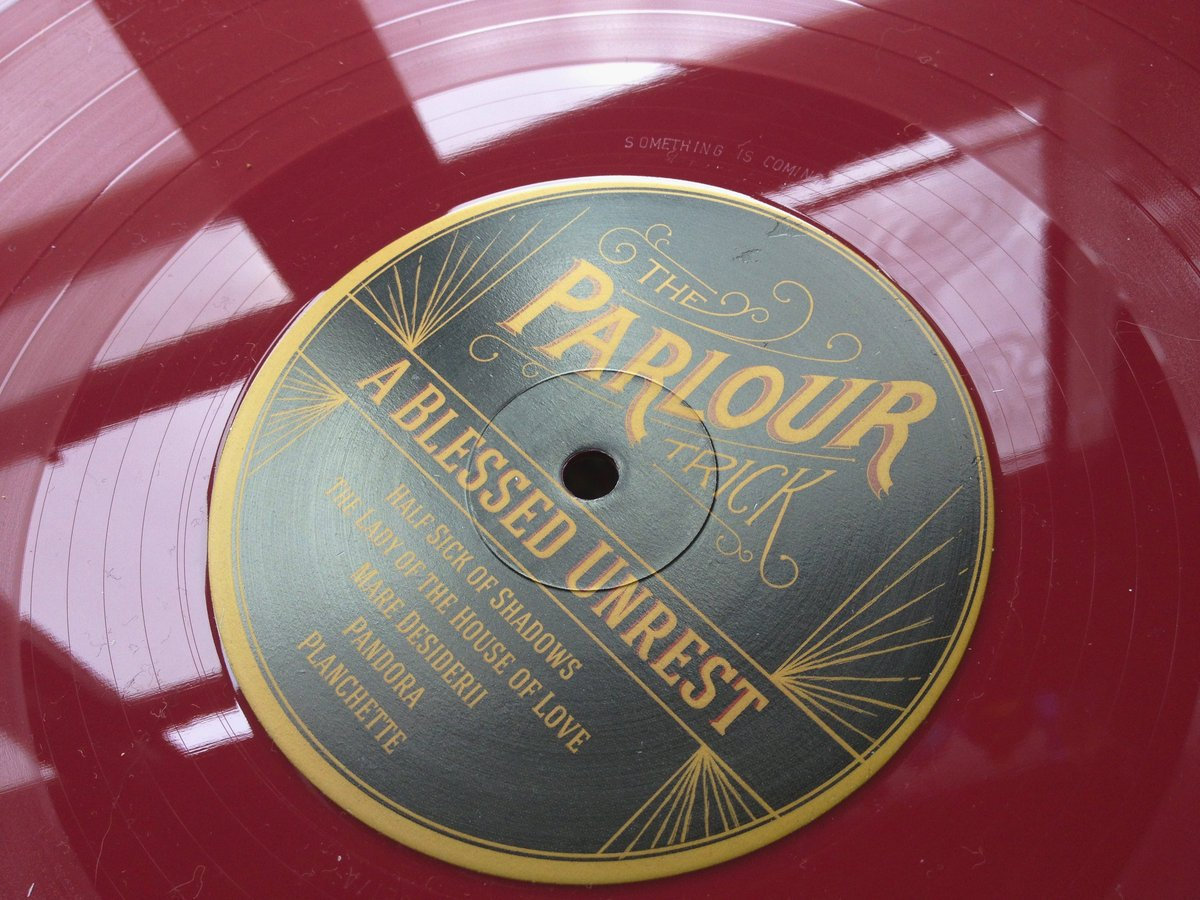 SOMETHING IS COMING
THE
PARLOUR
TRICK
A BLESSED UNREST
HALF SICK OF SHADOWS
THE LADY OF THE HOUSE OF LOVE
MARE DESIDERII
PANDORA
PLANCHETTE